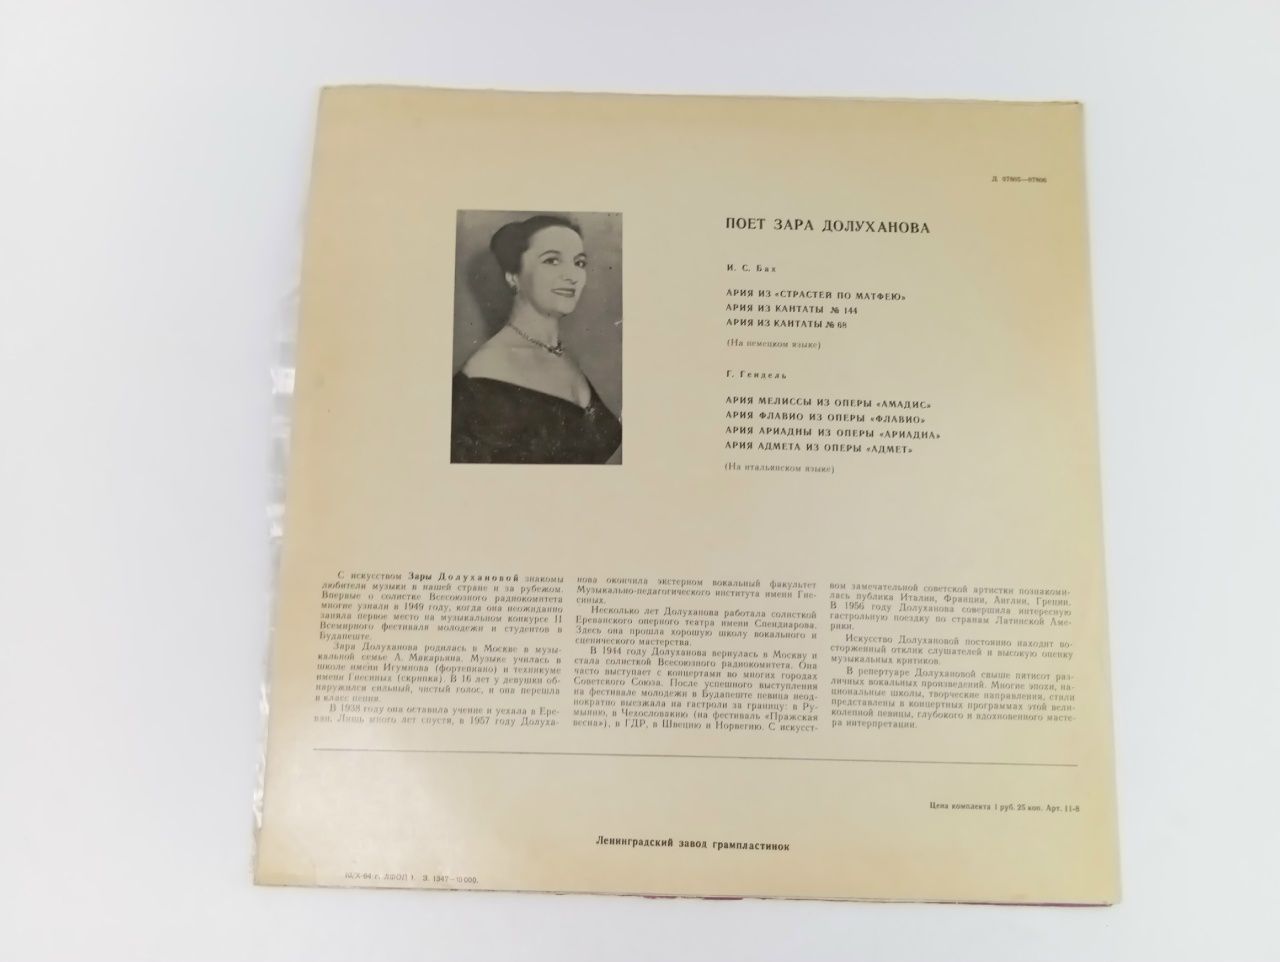 Д 07805—07806
ПОЕТ ЗАРА ДОЛУХАНОВА
И. С. Бах
АРИЯ ИЗ «СТРАСТЕЙ ПО МАТФЕЮ»
АРИЯ ИЗ КАНТАТЫ № 144
АРИЯ ИЗ КАНТАТЫ № 68
(На немецком языке)
Г. Гендель
АРИЯ МЕЛИССЫ ИЗ ОПЕРЫ «АМАДИС»
АРИЯ ФЛАВИО ИЗ ОПЕРЫ «ФЛАВИО»
АРИЯ АРИАДНЫ ИЗ ОПЕРЫ «АРИАДНА»
АРИЯ АДМЕТА ИЗ ОПЕРЫ «АДМЕТ»
(На итальянском языке)
С искусством Зары Долухановой знакомы
любители музыки в нашей стране и за рубежом.
Впервые о солистке Всесоюзного радиокомитета
многие узнали в 1949 году, когда она неожиданно
заняла первое место на музыкальном конкурсе II
Всемирного фестиваля молодежи и студентов в
Будапеште.
Зара Долуханова родилась в Москве в музы-
кальной семье А. Макарьяна. Музыке училась в
школе имени Игумнова (фортепиано) и техникуме
имени Гнесиных (скрипка). В 16 лет у девушки об-
наружился сильный, чистый голос, и она перешла
в класс пения.
В 1938 году она оставила учение и уехала в Ере-
ван. Лишь много лет спустя, в 1957 году Долуха-
нова окончила экстерном вокальный факультет
Музыкально-педагогического института имени Гне-
синых.
Несколько лет Долуханова работала солисткой
Ереванского оперного театра имени Спендиарова.
Здесь она прошла хорошую школу вокального и
сценического мастерства.
В 1944 году Долуханова вернулась в Москву и
стала солисткой Всесоюзного радиокомитета. Она
часто выступает с концертами во многих городах
Советского Союза. После успешного выступления
на фестивале молодежи в Будапеште певица неод-
нократно выезжала на гастроли за границу: в Ру-
мынию, в Чехословакию (на фестиваль «Пражская
весна»), в ГДР, в Швецию и Норвегию. С искусст-
вом замечательной советской артистки познакоми-
лась публика Италии, Франции, Англии, Греции.
В 1956 году Долуханова совершила интересную
гастрольную поездку по странам Латинской Аме-
рики.
Искусство Долухановой постоянно находит во-
сторженный отклик слушателей и высокую оценку
музыкальных критиков.
В репертуаре Долухановой свыше пятисот раз-
личных вокальных произведений. Многие эпохи, на-
циональные школы, творческие направления, стили
представлены в концертных программах этой вели-
колепной певицы, глубокого и вдохновенного масте-
ра интерпретации.
Цена комплекта 1 руб. 25 коп. Арт. 11-8
Ленинградский завод грампластинок
10/X-64 г. ЛФОЛ 1. З. 1347—10 000.